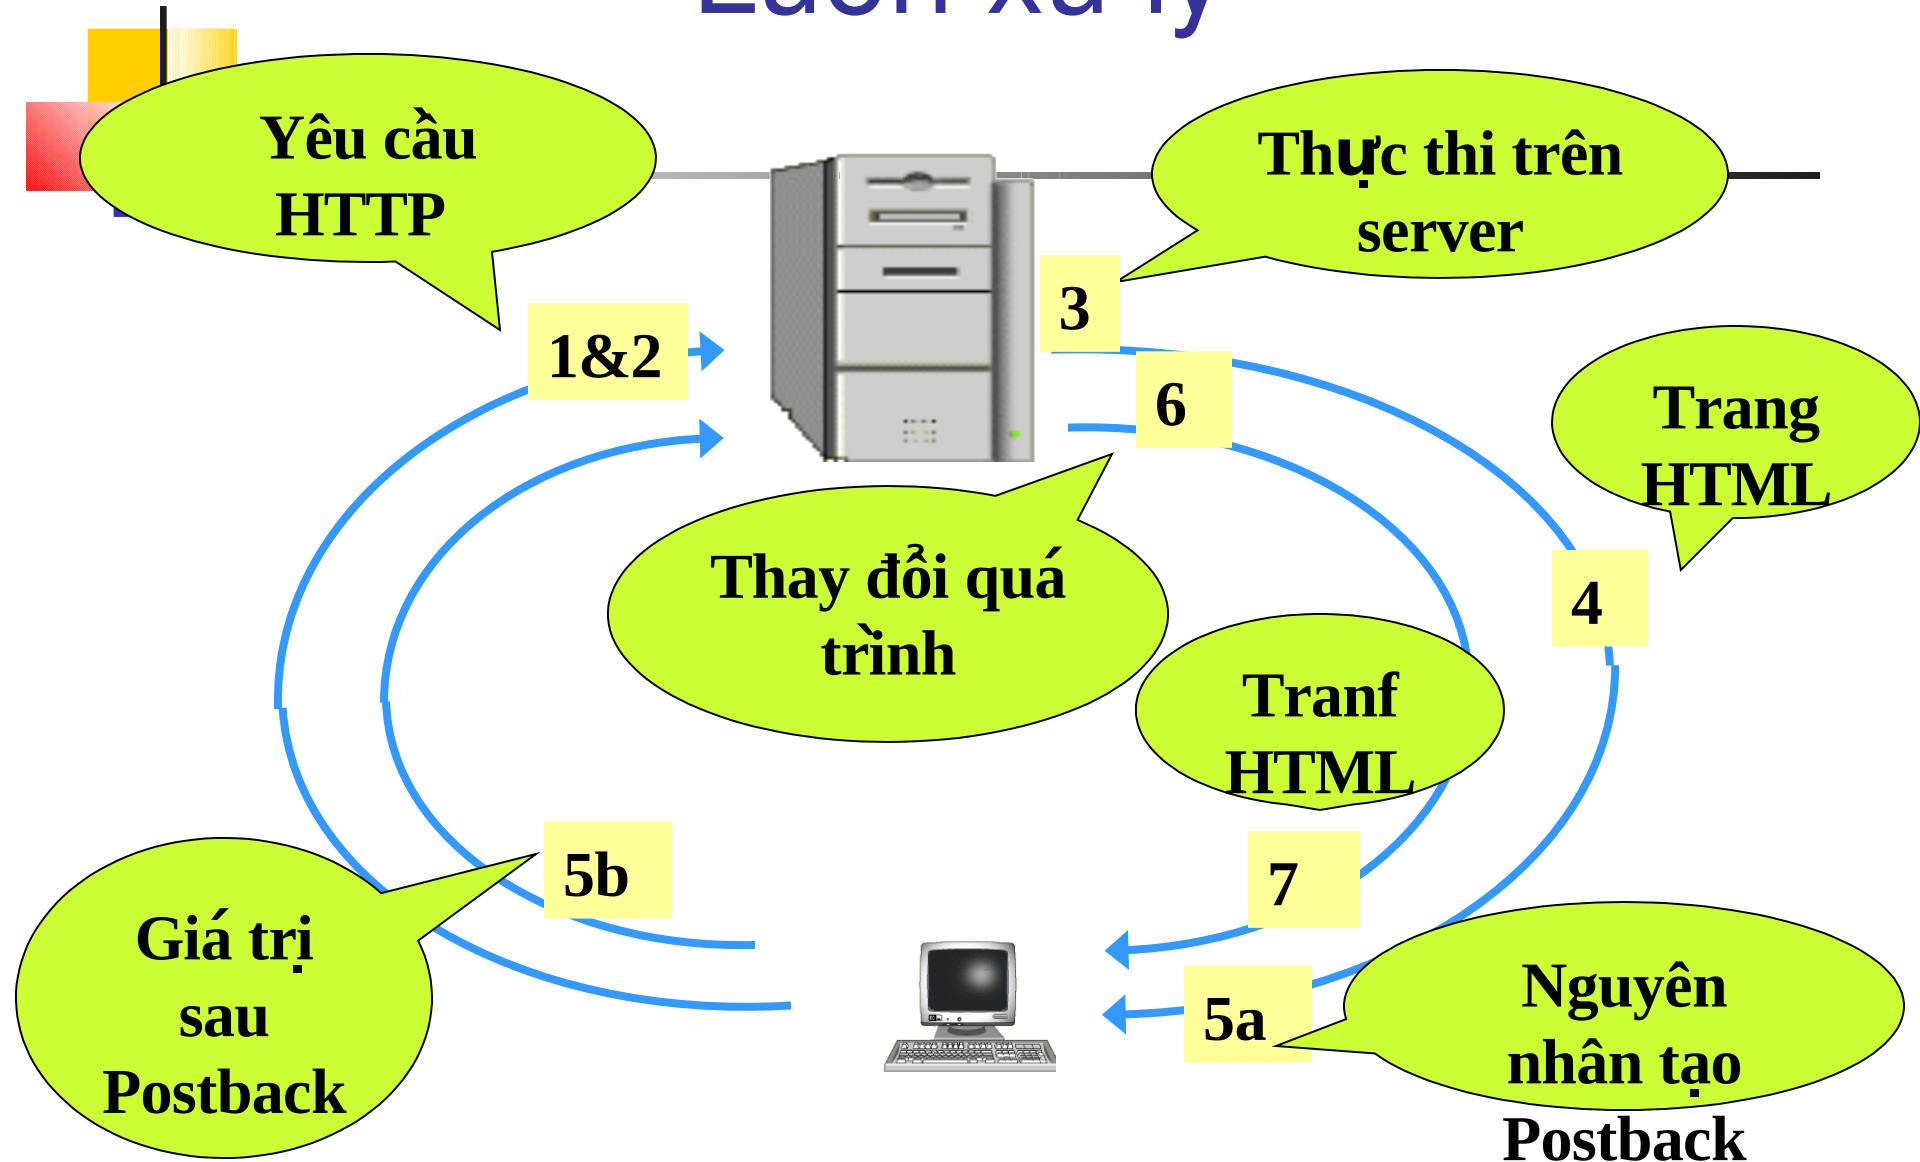 Yêu cầu
HTTP
Thực thi trên
server
3
1&2
6
Trang
HTML
Thay đổi quá
trình
4
Tranf
HTML
5b
7
Giá trị
sau
Postback
5a
Nguyên
nhân tạo
Postback